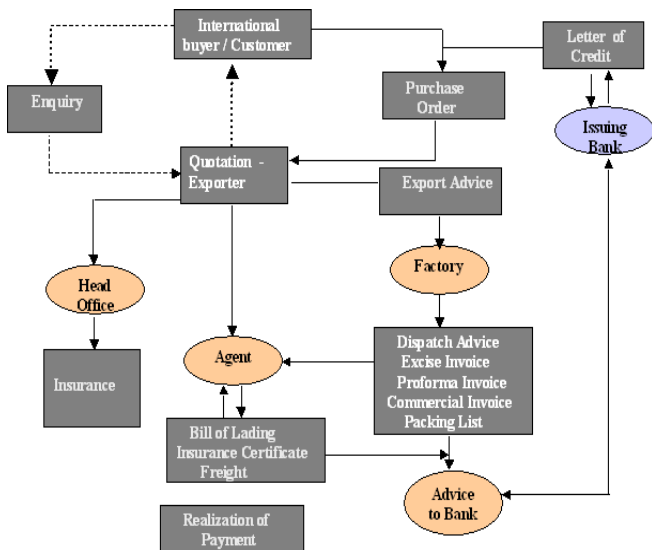 International
buyer / Customer
Letter of
Credit
Enquiry
Purchase
Order
Issuing
Bank
Quotation -
Exporter
Export Advice
Head
Office
Factory
Dispatch Advice
Excise Invoice
Proforma Invoice
Commercial Invoice
Packing List
Agent
Insurance
Bill of Lading
Insurance Certificate
Freight
Advice
to Bank
Realization of
Payment